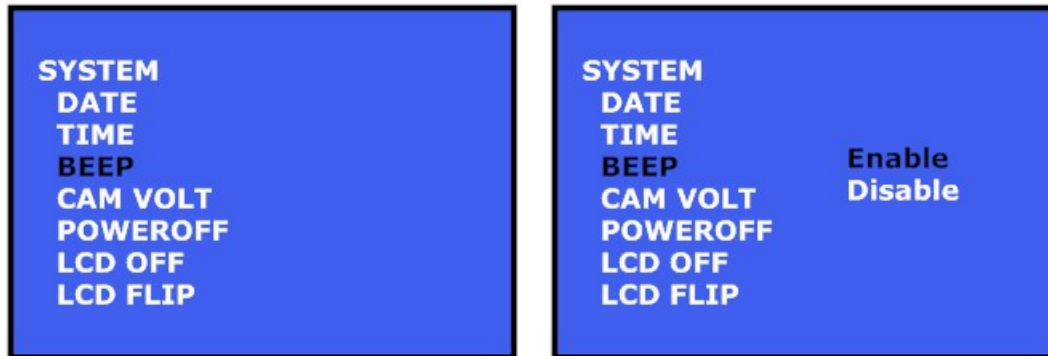 SYSTEM
DATE
TIME
BEEP
CAM VOLT
POWEROFF
LCD OFF
LCD FLIP
SYSTEM
DATE
TIME
BEEP
Enable
CAM VOLT
Disable
POWEROFF
LCD OFF
LCD FLIP